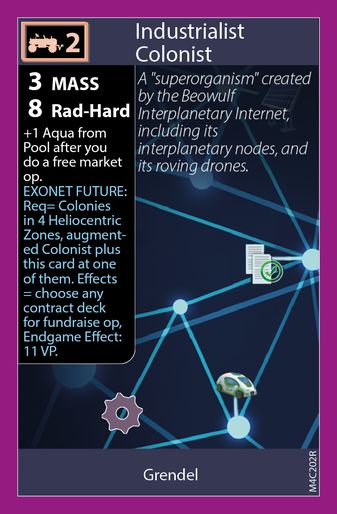 2
Industrialist
Colonist
3 MASS
8 Rad-Hard
+1 Aqua from
Pool after you
do a free market
op.
EXONET FUTURE:
Req= Colonies
in 4 Heliocentric
Zones, augment-
ed Colonist plus
this card at one
of them. Effects
= choose any
contract deck
for fundraise op,
Endgame Effect:
11 VP.
A "superorganism" created
by the Beowulf
Interplanetary Internet,
including its
interplanetary nodes, and
its roving drones.
Grendel
M4C202R